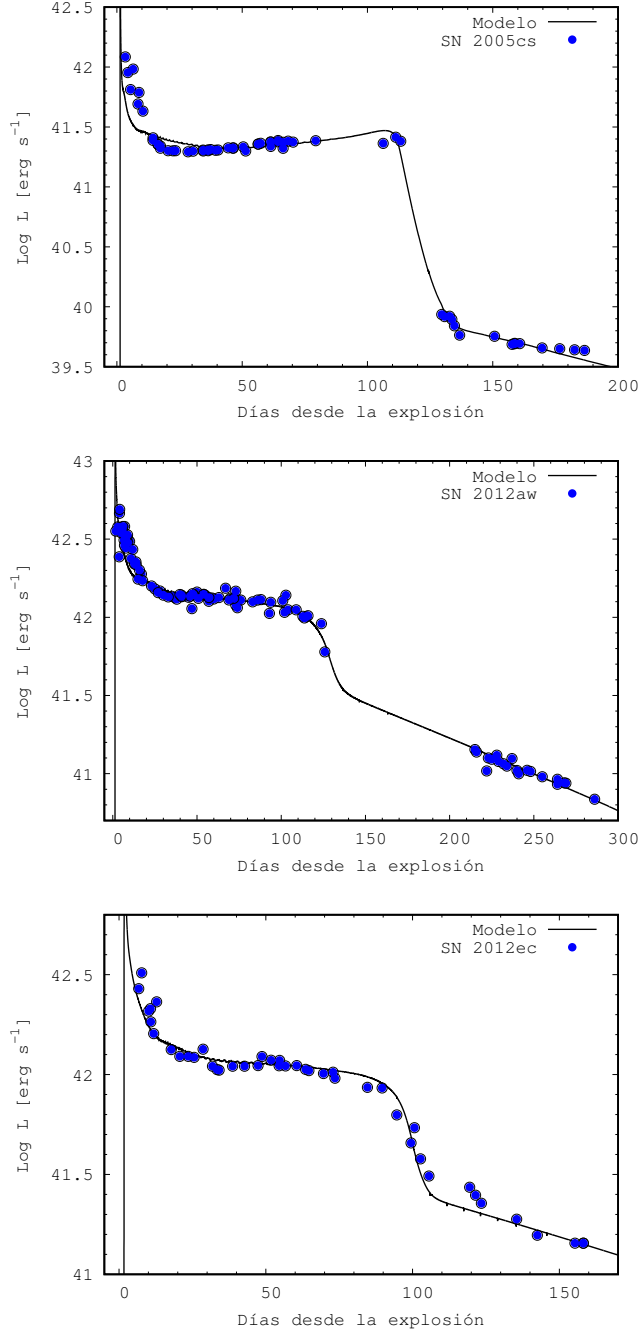 42.5
42
41.5
41
40.5
40
39.5
Log L [erg s⁻¹]
Modelo
SN 2005cs
0 50 100 150 200
Días desde la explosión
43
42.5
42
41.5
41
Log L [erg s⁻¹]
Modelo
SN 2012aw
0 50 100 150 200 250 300
Días desde la explosión
42.5
42
41.5
41
Log L [erg s⁻¹]
Modelo
SN 2012ec
0 50 100 150
Días desde la explosión